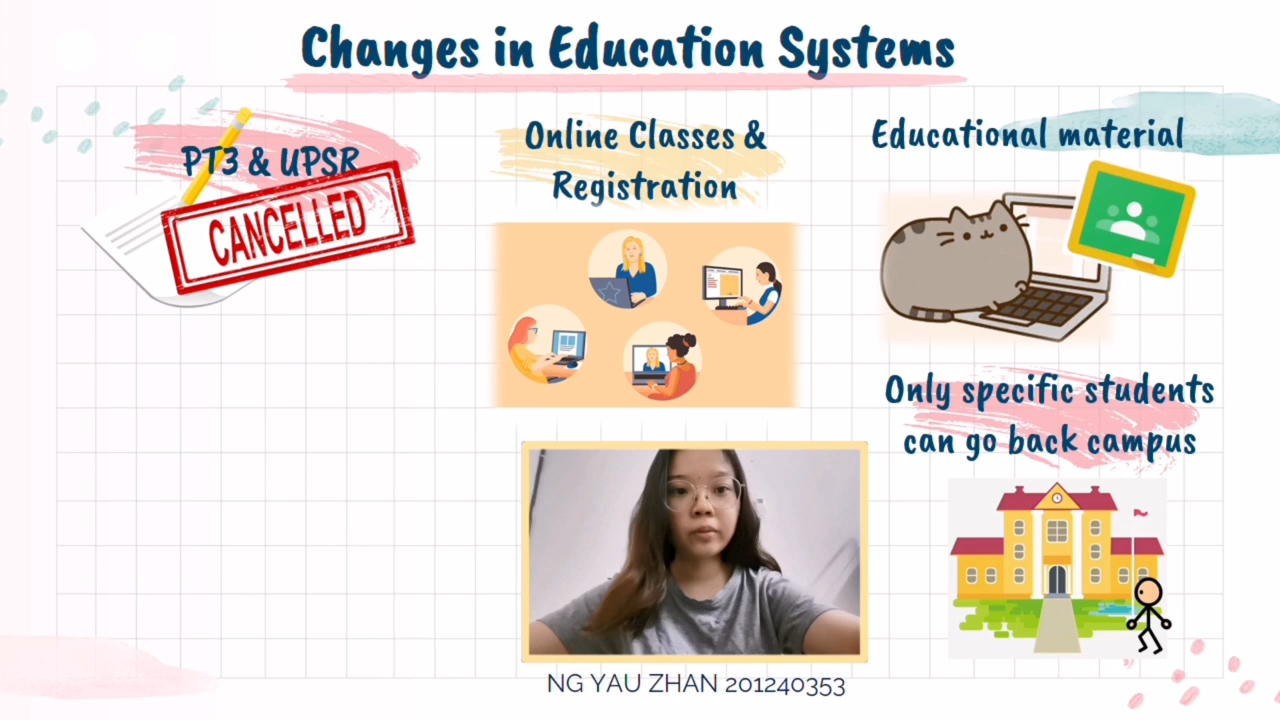 Changes in Education Systems
PT3 & UPSR
CANCELLED
Online Classes &
Registration
Educational material
Only specific students
can go back campus
NG YAU ZHAN 201240353